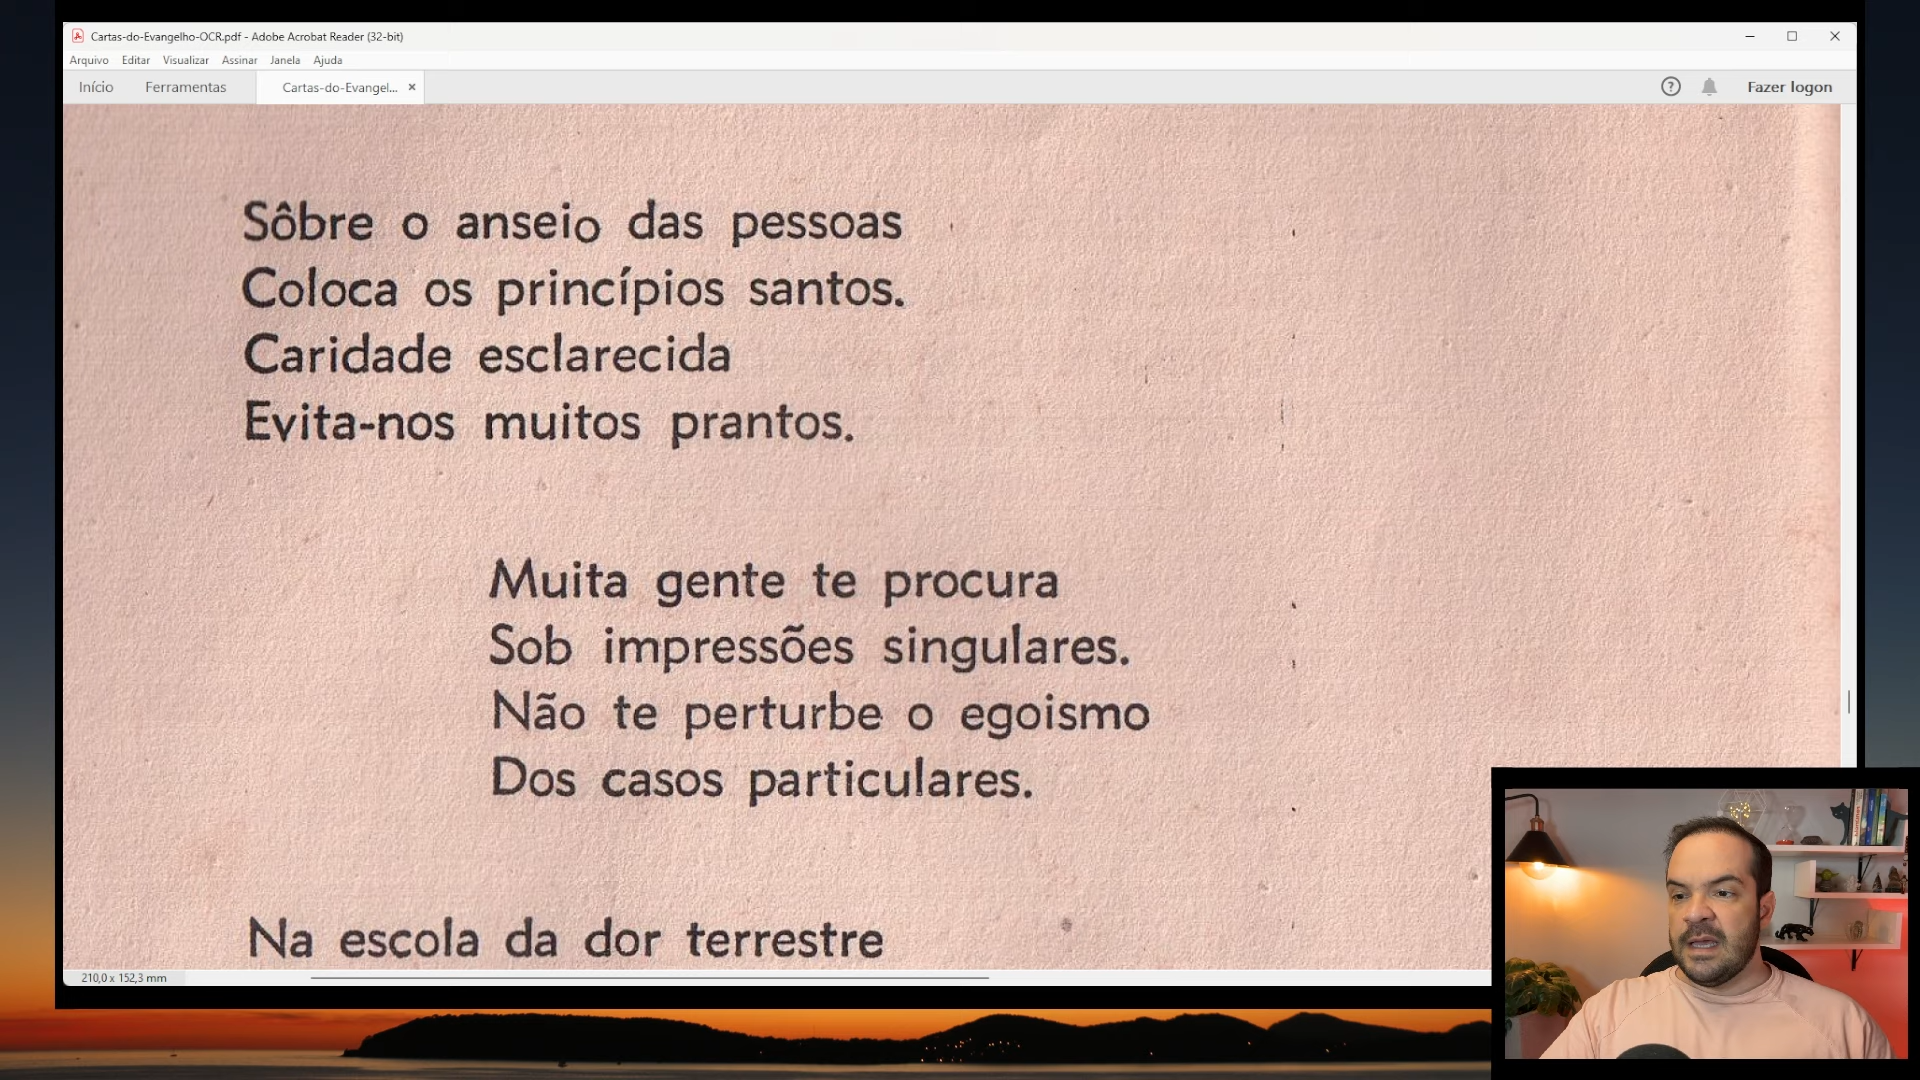 Cartas-do-Evangelho-OCR.pdf - Adobe Acrobat Reader (32-bit)
Arquivo Editar Visualizar Assinar Janela Ajuda
Início Ferramentas Cartas-do-Evangel... × ? Fazer logon
Sôbre o anseio das pessoas
Coloca os princípios santos.
Caridade esclarecida
Evita-nos muitos prantos.
Muita gente te procura
Sob impressões singulares.
Não te perturbe o egoismo
Dos casos particulares.
Na escola da dor terrestre
210,0 x 152,3 mm